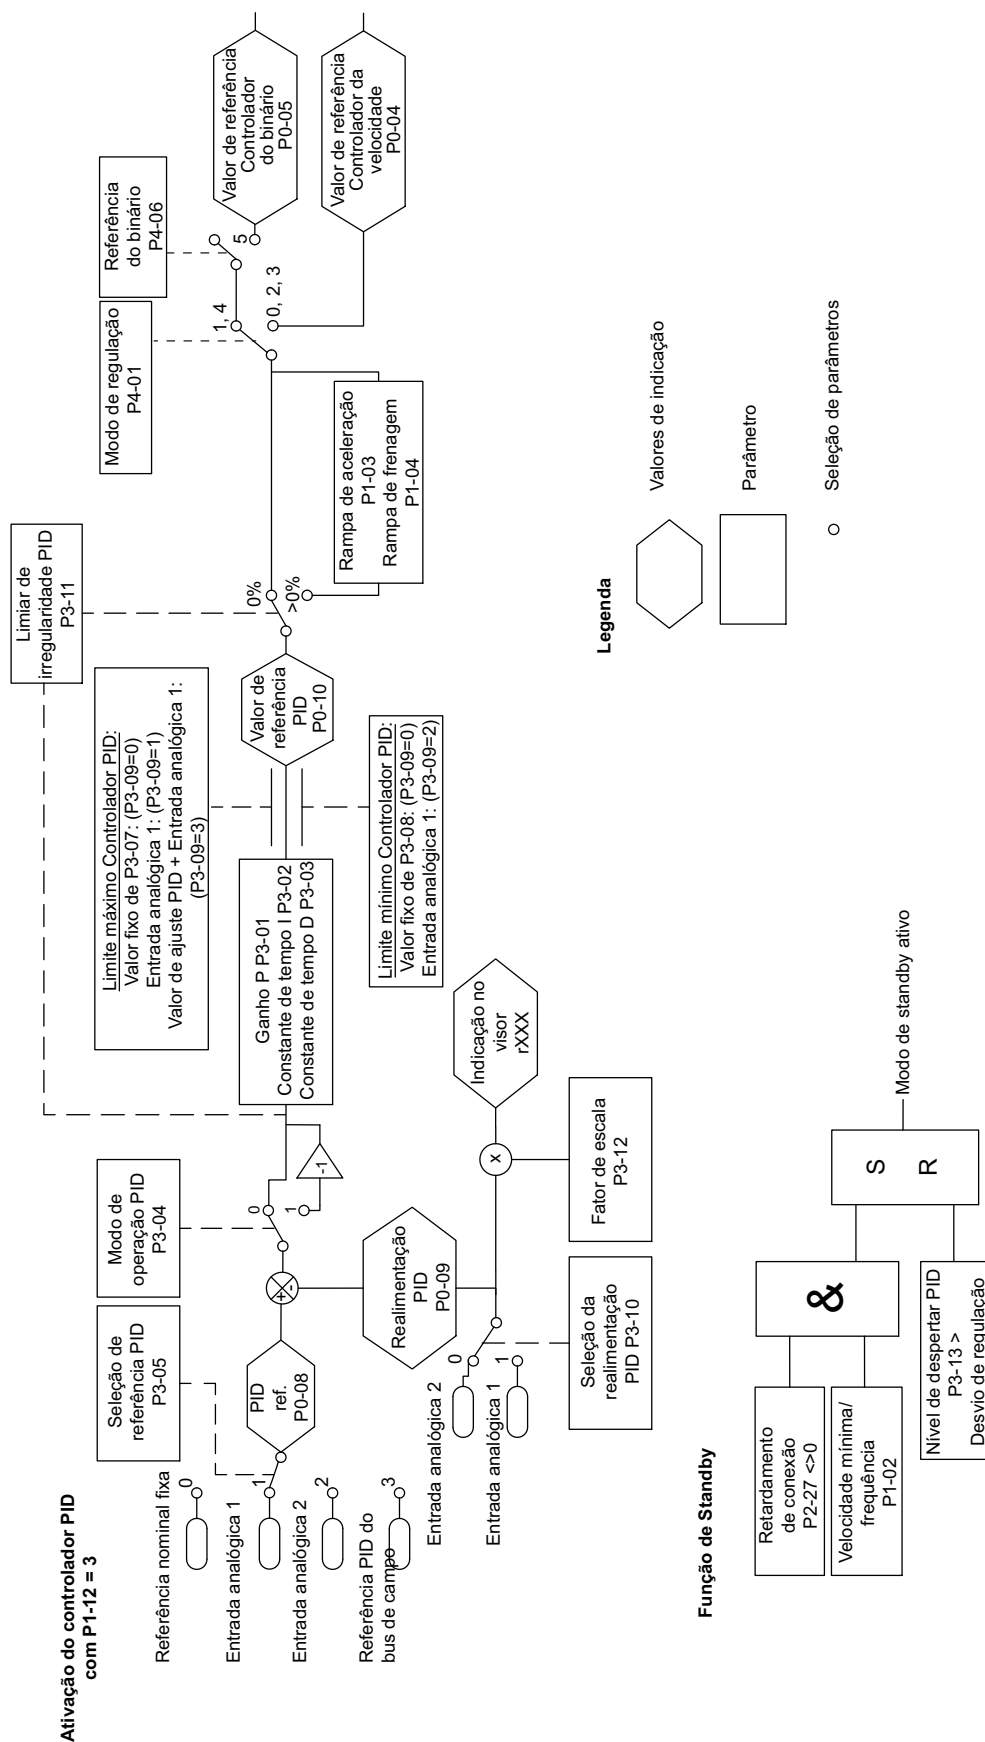 Ativação do controlador PID
com P1-12 = 3
Referência nominal fixa
0
Entrada analógica 1
1
Entrada analógica 2
2
Referência PID do
bus de campo
3
Seleção de
referência PID
P3-05
PID
ref.
P0-08
+
-
Modo de
operação PID
P3-04
0
1
-1
Limiar de
irregularidade PID
P3-11
Ganho P P3-01
Constante de tempo I P3-02
Constante de tempo D P3-03
Limite máximo Controlador PID:
Valor fixo de P3-07: (P3-09=0)
Entrada analógica 1: (P3-09=1)
Valor de ajuste PID + Entrada analógica 1:
(P3-09=3)
Limite mínimo Controlador PID:
Valor fixo de P3-08: (P3-09=0)
Entrada analógica 1: (P3-09=2)
Valor de
referência
PID
P0-10
0%
>0%
Rampa de aceleração
P1-03
Rampa de frenagem
P1-04
Modo de regulação
P4-01
1, 4
0, 2, 3
Referência
do binário
P4-06
5
Valor de referência
Controlador
do binário
P0-05
Valor de referência
Controlador da
velocidade
P0-04
Entrada analógica 2
0
Entrada analógica 1
1
Realimentação
PID
P0-09
Seleção da
realimentação
PID P3-10
x
Fator de escala
P3-12
Indicação no
visor
rXXX
Função de Standby
Retardamento
de conexão
P2-27 <>0
Velocidade mínima/
frequência
P1-02
&
Nível de despertar PID
P3-13 >
Desvio de regulação
S
R
Modo de standby ativo
Legenda
Valores de indicação
Parâmetro
Seleção de parâmetros